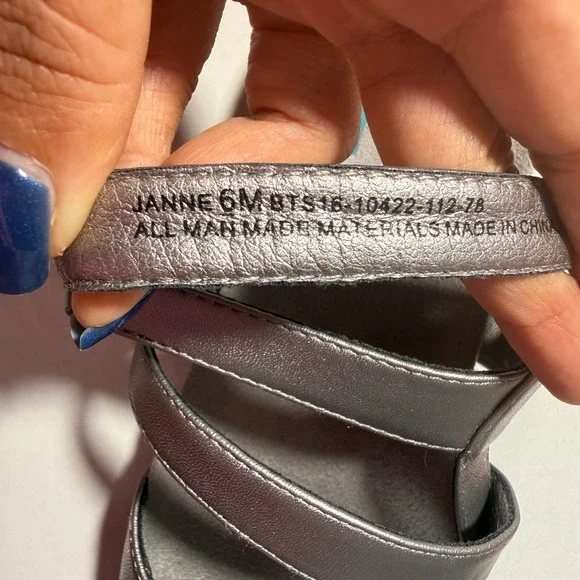 JANNE 6M BTS16-10422-112-78
ALL MAN MADE MATERIALS MADE IN CHINA